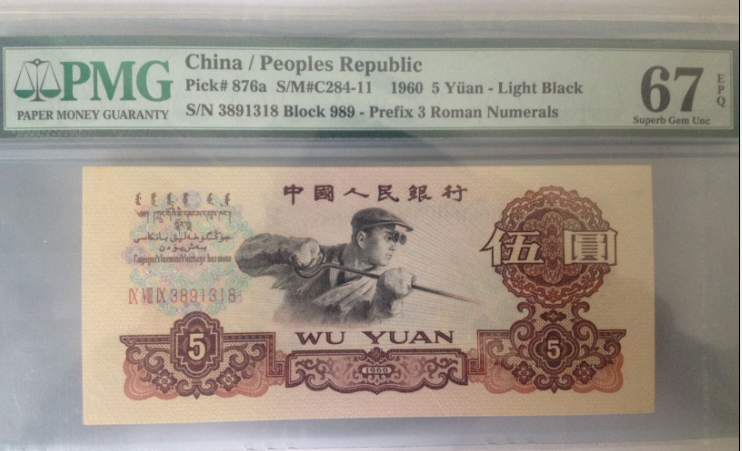 PMG
PAPER MONEY GUARANTY
China / Peoples Republic
Pick# 876a S/M#C284-11 1960 5 Yüan - Light Black
S/N 3891318 Block 989 - Prefix 3 Roman Numerals
67
EPQ
Superb Gem Unc
中國人民銀行
伍圓
IX VIII IX 3891318
5
WU YUAN
5
1960